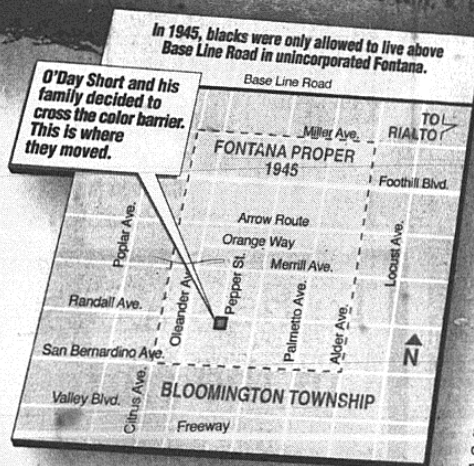 In 1945, blacks were only allowed to live above
Base Line Road in unincorporated Fontana.
Base Line Road
O'Day Short and his
family decided to
cross the color barrier.
This is where
they moved.
TO
RIALTO
Miller Ave.
FONTANA PROPER
1945
Foothill Blvd.
Arrow Route
Orange Way
Merrill Ave.
Poplar Ave.
Oleander Av
Pepper St.
Palmetto Ave.
Alder Ave.
Locust Ave.
Randall Ave.
San Bernardino Ave.
N
Valley Blvd.
Citrus Ave.
BLOOMINGTON TOWNSHIP
Freeway